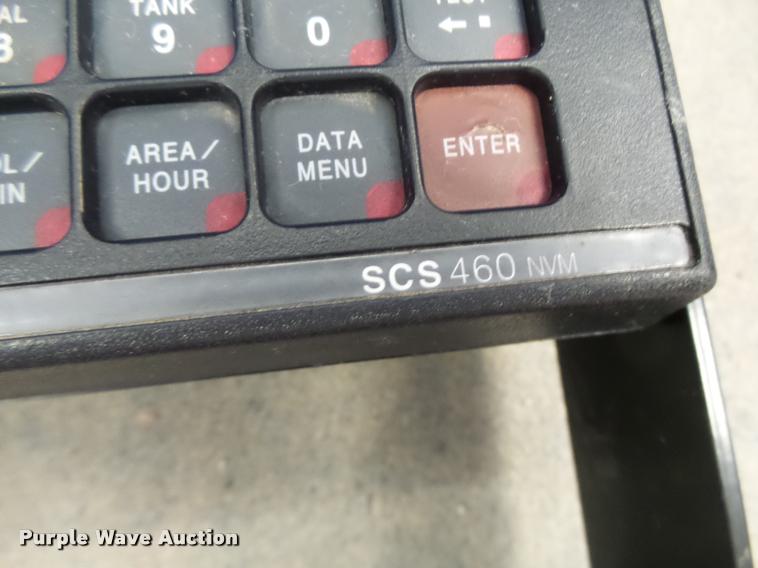 TANK
9
0
AREA/
HOUR
DATA
MENU
ENTER
SCS 460 NVM
Purple Wave Auction